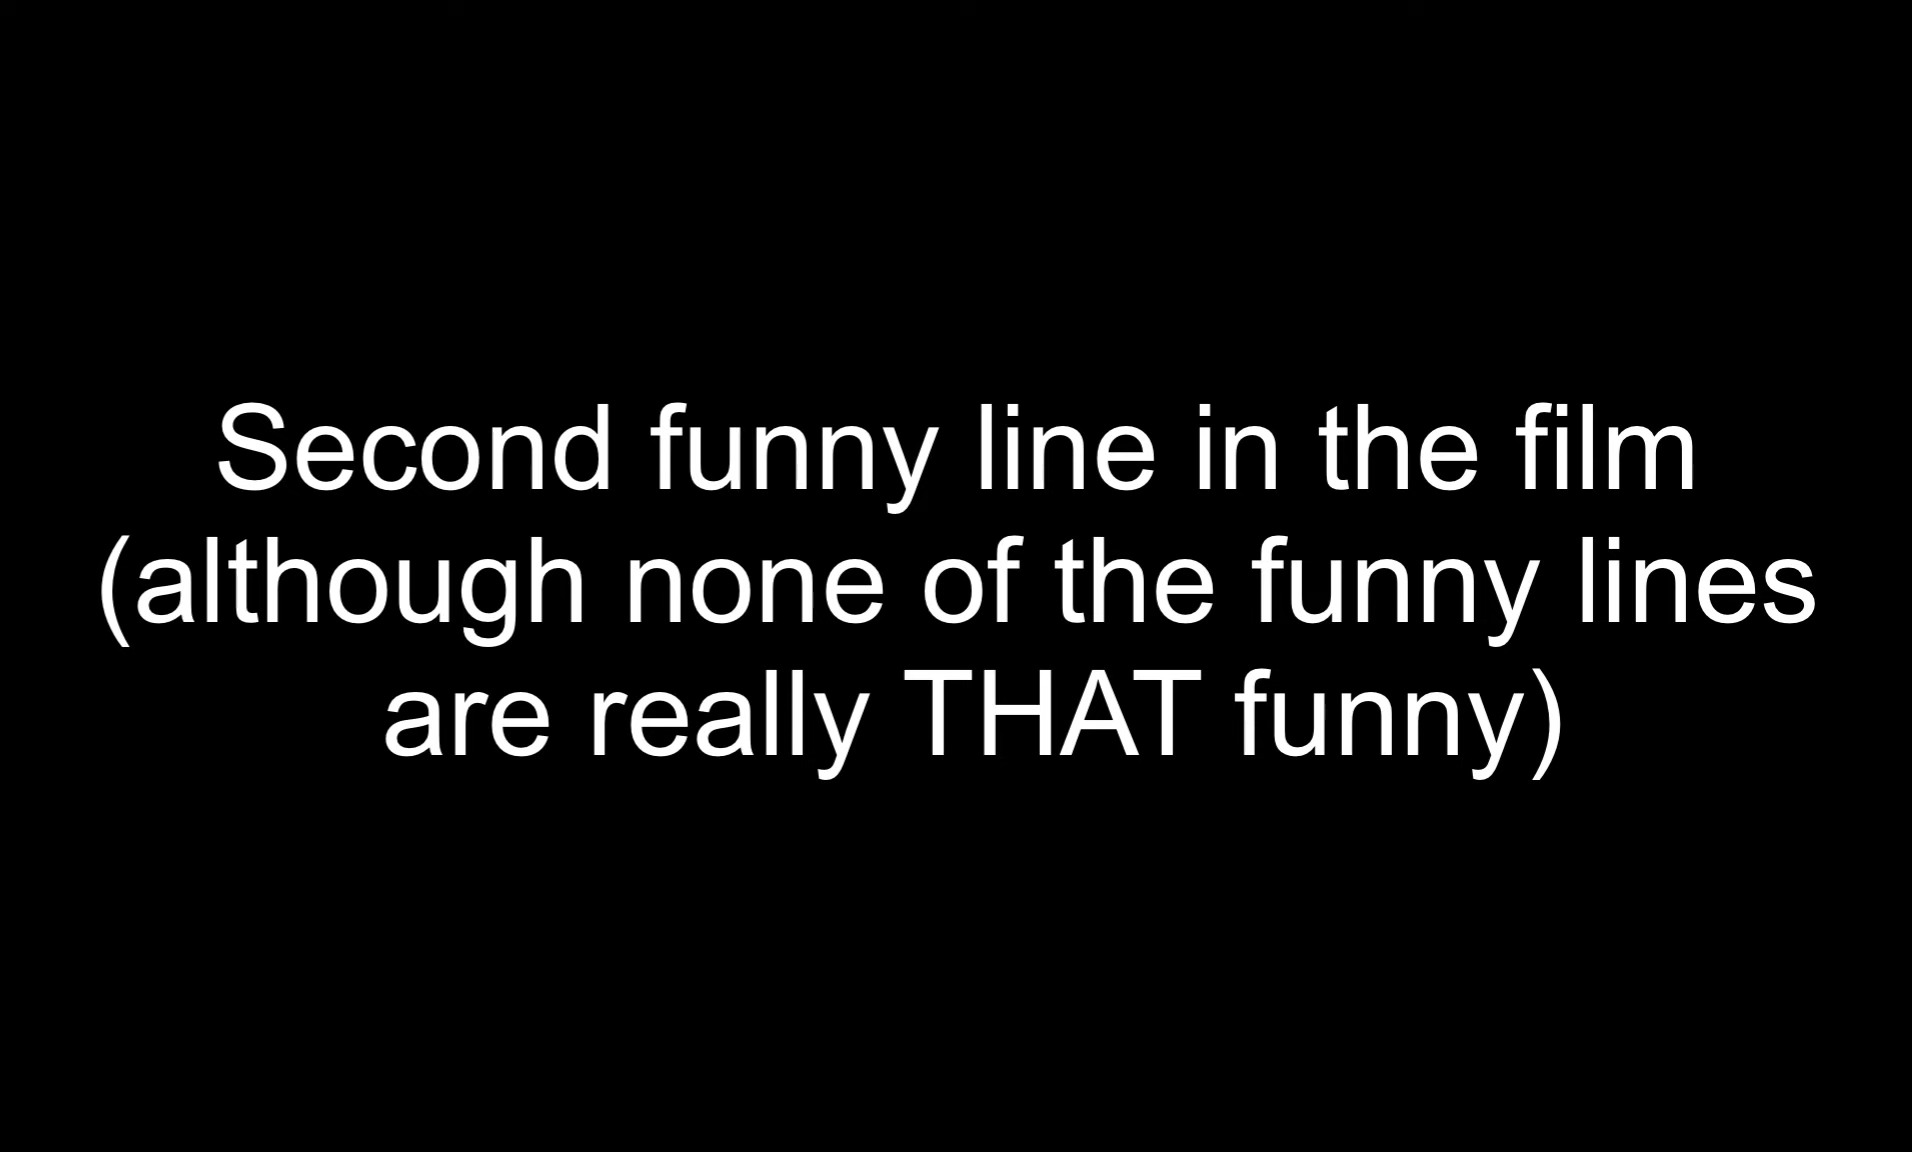 Second funny line in the film
(although none of the funny lines
are really THAT funny)